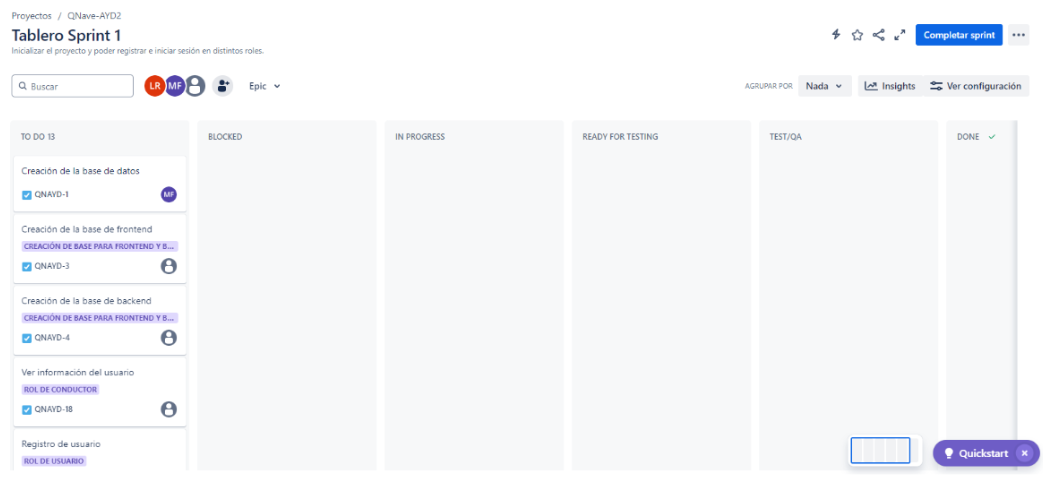 Proyectos / QNave-AYD2
Tablero Sprint 1
Inicializar el proyecto y poder registrar e iniciar sesión en distintos roles.
Completar sprint
Buscar
LR MF
Epic
AGRUPAR POR Nada
Insights
Ver configuración
TO DO 13
BLOCKED
IN PROGRESS
READY FOR TESTING
TEST/QA
DONE
Creación de la base de datos
QNAYD-1
MF
Creación de la base de frontend
CREACIÓN DE BASE PARA FRONTEND Y B...
QNAYD-3
Creación de la base de backend
CREACIÓN DE BASE PARA FRONTEND Y B...
QNAYD-4
Ver información del usuario
ROL DE CONDUCTOR
QNAYD-18
Registro de usuario
ROL DE USUARIO
Quickstart